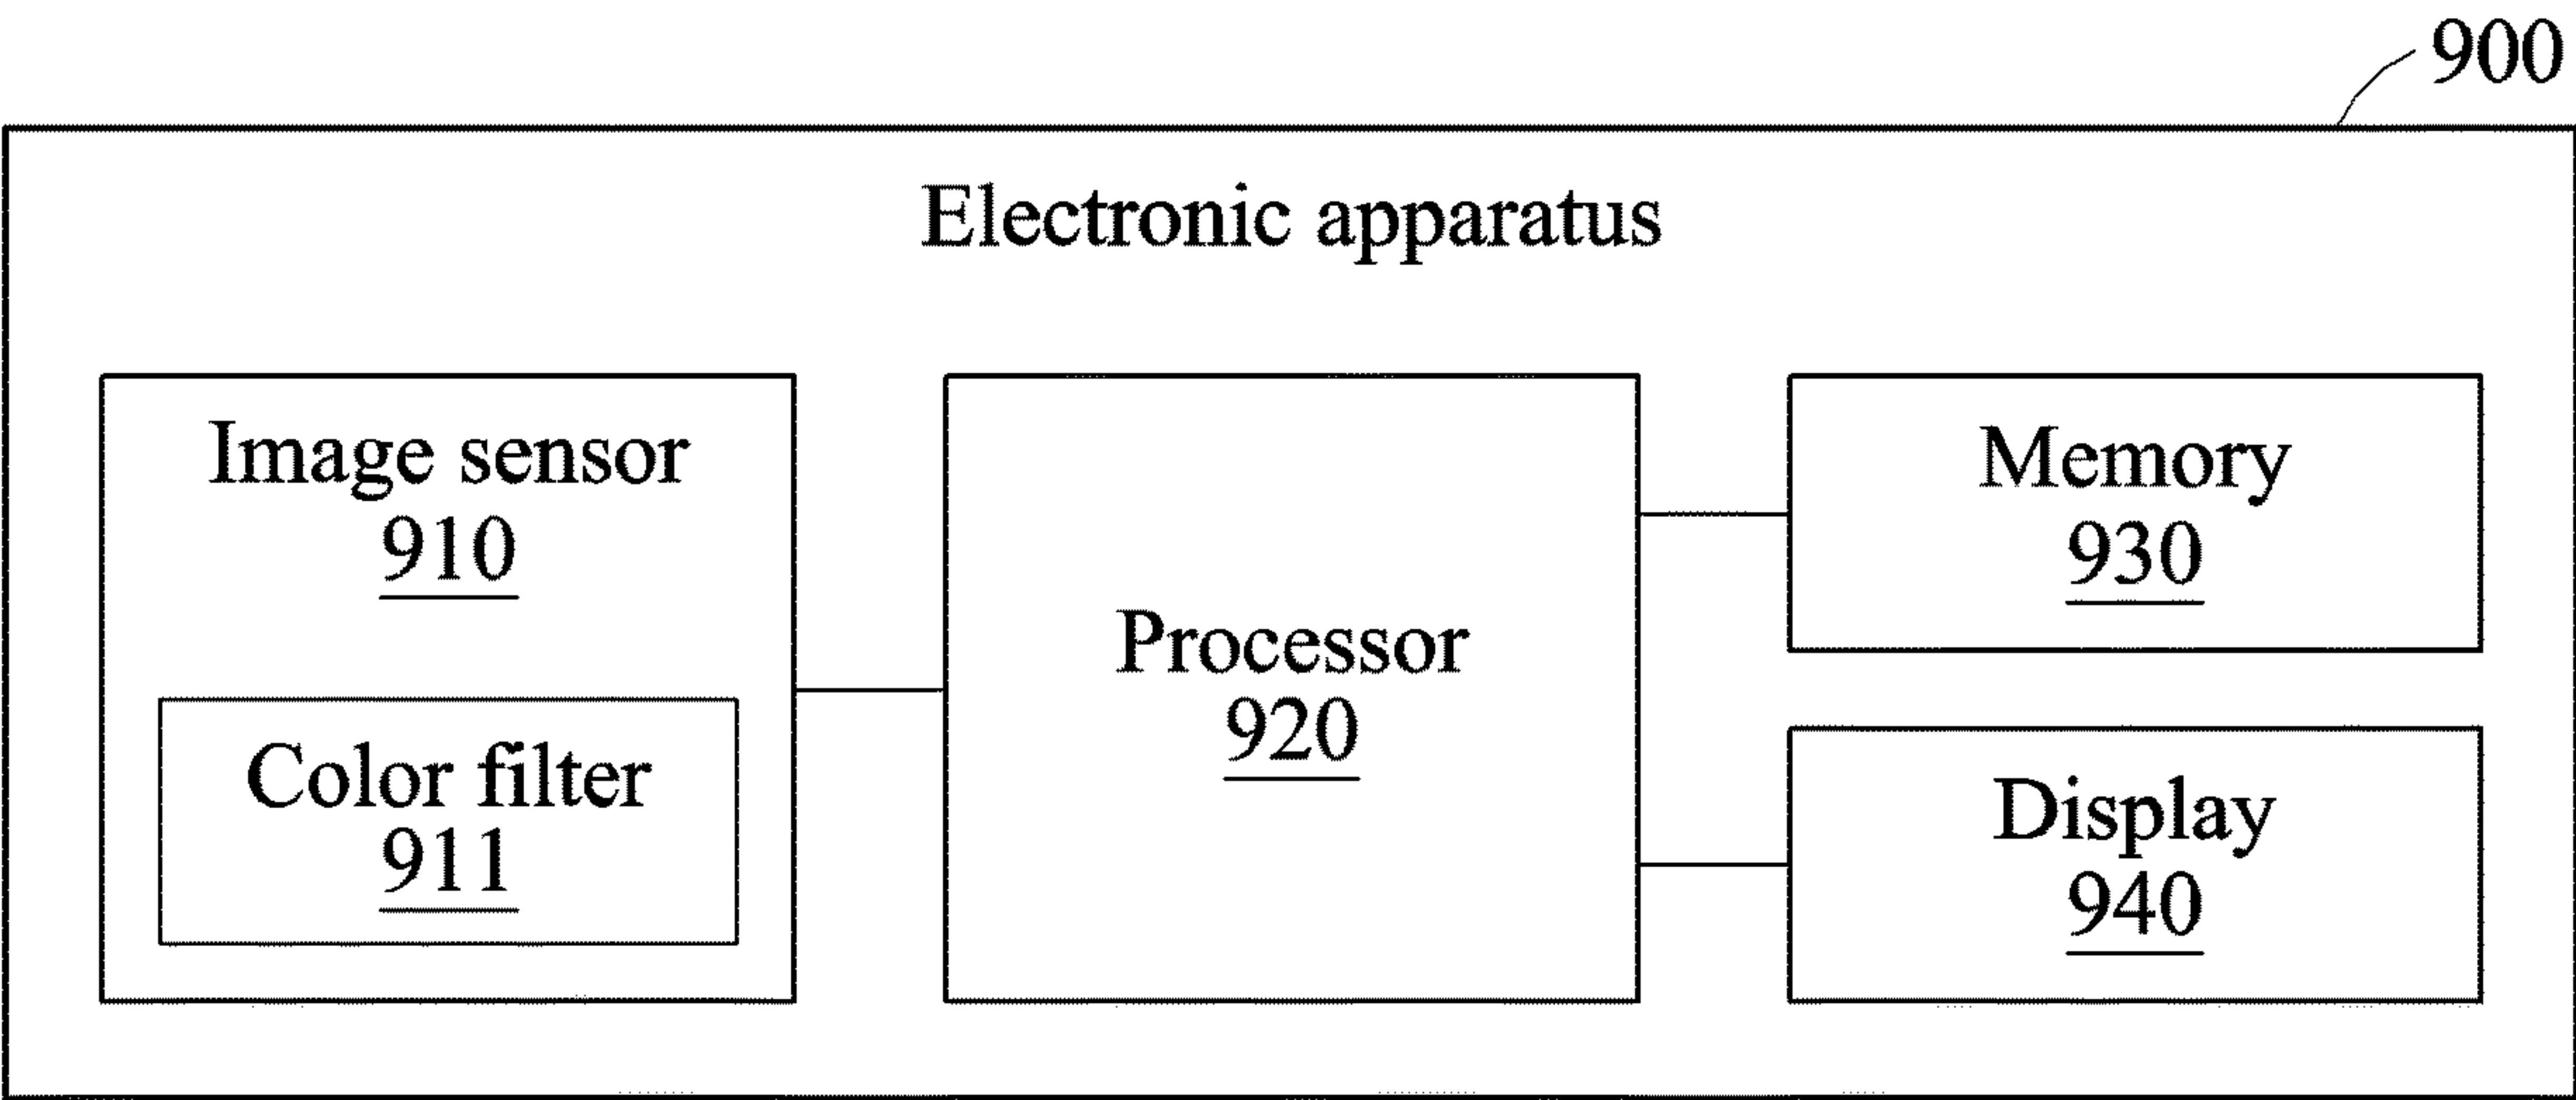 900
Electronic apparatus
Image sensor
910
Color filter
911
Processor
920
Memory
930
Display
940